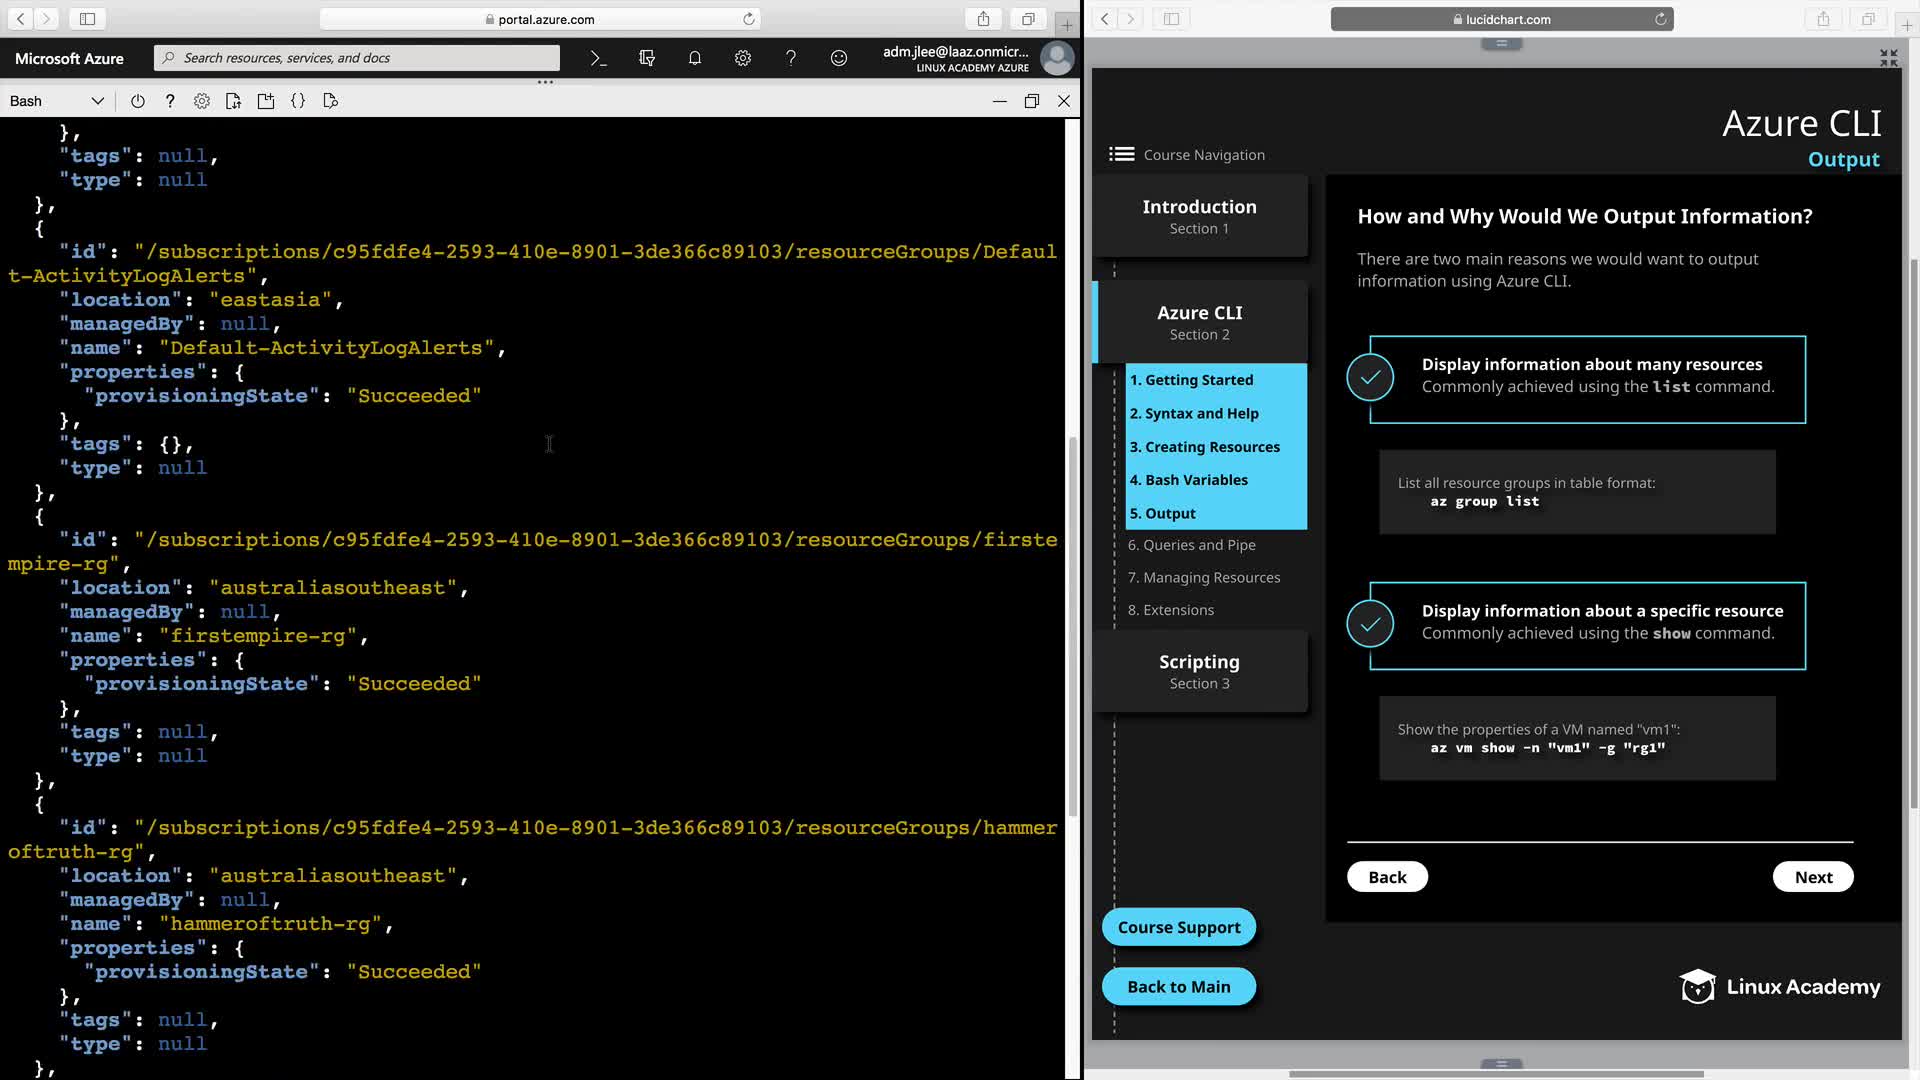 portal.azure.com
Microsoft Azure
Search resources, services, and docs
adm.jlee@laaz.onmicr...
LINUX ACADEMY AZURE
Bash
},
"tags": null,
"type": null
},
{
"id": "/subscriptions/c95fdfe4-2593-410e-8901-3de366c89103/resourceGroups/Defaul
t-ActivityLogAlerts",
"location": "eastasia",
"managedBy": null,
"name": "Default-ActivityLogAlerts",
"properties": {
"provisioningState": "Succeeded"
},
"tags": {},
"type": null
},
{
"id": "/subscriptions/c95fdfe4-2593-410e-8901-3de366c89103/resourceGroups/firste
mpire-rg",
"location": "australiasoutheast",
"managedBy": null,
"name": "firstempire-rg",
"properties": {
"provisioningState": "Succeeded"
},
"tags": null,
"type": null
},
{
"id": "/subscriptions/c95fdfe4-2593-410e-8901-3de366c89103/resourceGroups/hammer
oftruth-rg",
"location": "australiasoutheast",
"managedBy": null,
"name": "hammeroftruth-rg",
"properties": {
"provisioningState": "Succeeded"
},
"tags": null,
"type": null
},
lucidchart.com
Azure CLI
Output
Course Navigation
Introduction
Section 1
Azure CLI
Section 2
1. Getting Started
2. Syntax and Help
3. Creating Resources
4. Bash Variables
5. Output
6. Queries and Pipe
7. Managing Resources
8. Extensions
Scripting
Section 3
Course Support
Back to Main
How and Why Would We Output Information?
There are two main reasons we would want to output
information using Azure CLI.
Display information about many resources
Commonly achieved using the list command.
List all resource groups in table format:
az group list
Display information about a specific resource
Commonly achieved using the show command.
Show the properties of a VM named "vm1":
az vm show -n "vm1" -g "rg1"
Back
Next
Linux Academy